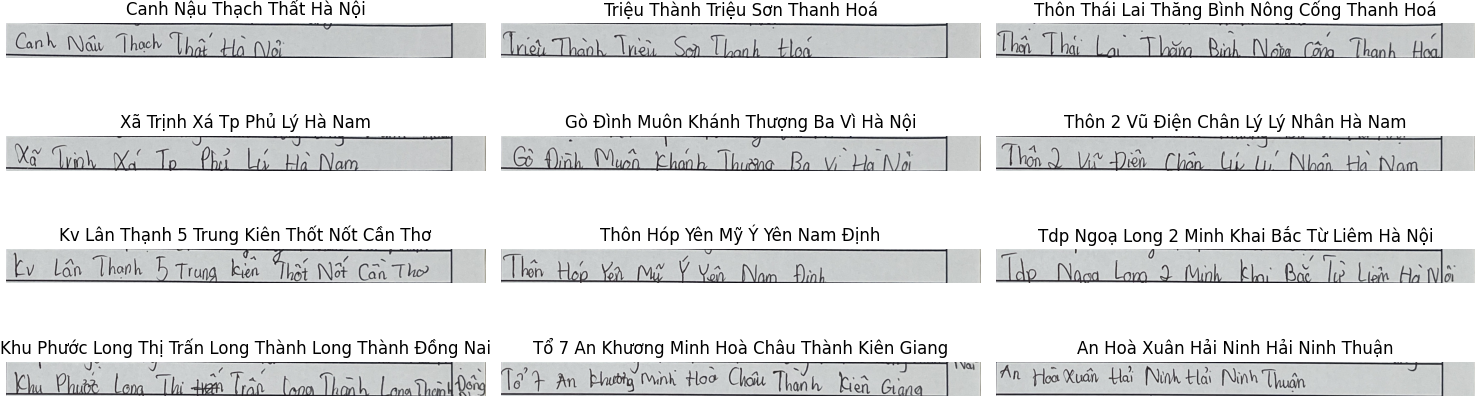 Canh Nậu Thạch Thất Hà Nội
Canh Nậu Thạch Thất Hà Nội
Triệu Thành Triệu Sơn Thanh Hoá
Triệu Thành Triệu Sơn Thanh Hoá
Thôn Thái Lai Thăng Bình Nông Cống Thanh Hoá
Thôn Thái Lai Thăm Bình Nông Cống Thanh Hoá
Xã Trịnh Xá Tp Phủ Lý Hà Nam
Xã Trịnh Xá Tp Phủ Lý Hà Nam
Gò Đình Muôn Khánh Thượng Ba Vì Hà Nội
Gò Đình Muôn Khánh Thượng Ba Vì Hà Nội
Thôn 2 Vũ Điện Chân Lý Lý Nhân Hà Nam
Thôn 2 Vũ Điện Chân Lý Lý Nhân Hà Nam
Kv Lân Thạnh 5 Trung Kiên Thốt Nốt Cần Thơ
Kv Lân Thạnh 5 Trung Kiên Thốt Nốt Cần Thơ
Thôn Hóp Yên Mỹ Ý Yên Nam Định
Thôn Hóp Yên Mỹ Ý Yên Nam Định
Tdp Ngoạ Long 2 Minh Khai Bắc Từ Liêm Hà Nội
Tdp Ngoạ Long 2 Minh Khai Bắc Từ Liêm Hà Nội
Khu Phước Long Thị Trấn Long Thành Long Thành Đồng Nai
Khu Phước Long Thị Trấn Long Thành Long Thành Đồng
Tổ 7 An Khương Minh Hoà Châu Thành Kiên Giang
Tổ 7 An Khương Minh Hoà Châu Thành Kiên Giang
Nai
An Hoà Xuân Hải Ninh Hải Ninh Thuận
An Hoà Xuân Hải Ninh Hải Ninh Thuận